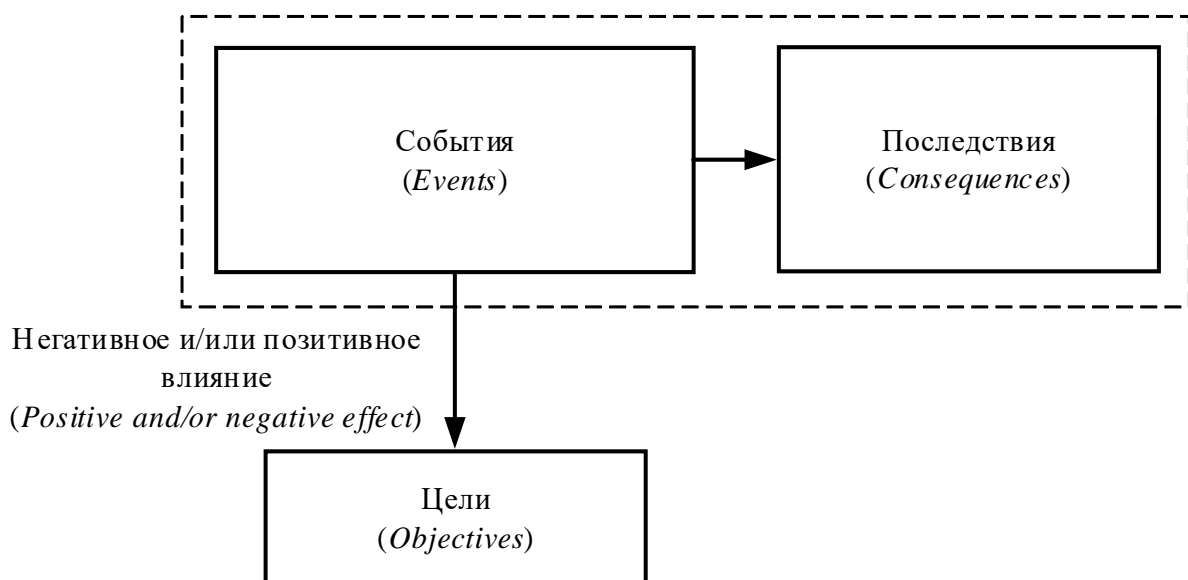 События
(Events)
Последствия
(Consequences)
Негативное и/или позитивное
влияние
(Positive and/or negative effect)
Цели
(Objectives)